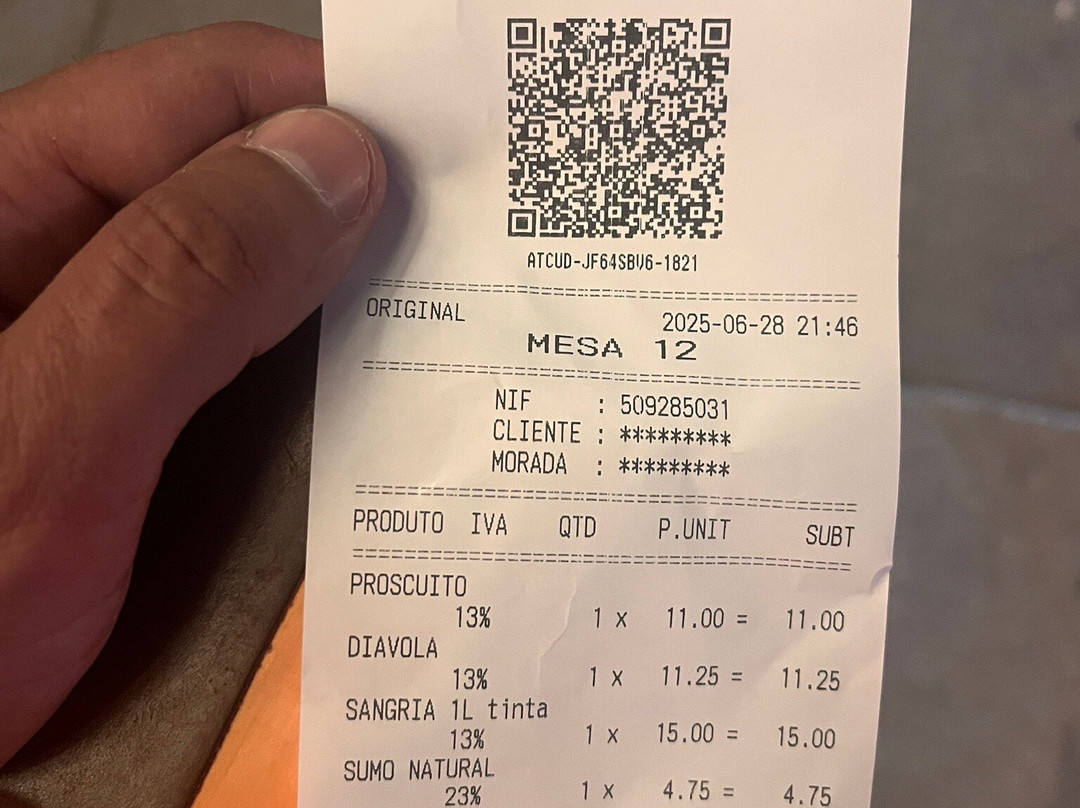 ATCUD-JF64SBV6-1821
==========================================
ORIGINAL 2025-06-28 21:46
MESA 12
==========================================
NIF : 509285031
CLIENTE : *********
MORADA : *********
==========================================
PRODUTO IVA QTD P.UNIT SUBT
==========================================
PROSCUITO
13% 1 x 11.00 = 11.00
DIAVOLA
13% 1 x 11.25 = 11.25
SANGRIA 1L tinta
13% 1 x 15.00 = 15.00
SUMO NATURAL
23% 1 x 4.75 = 4.75